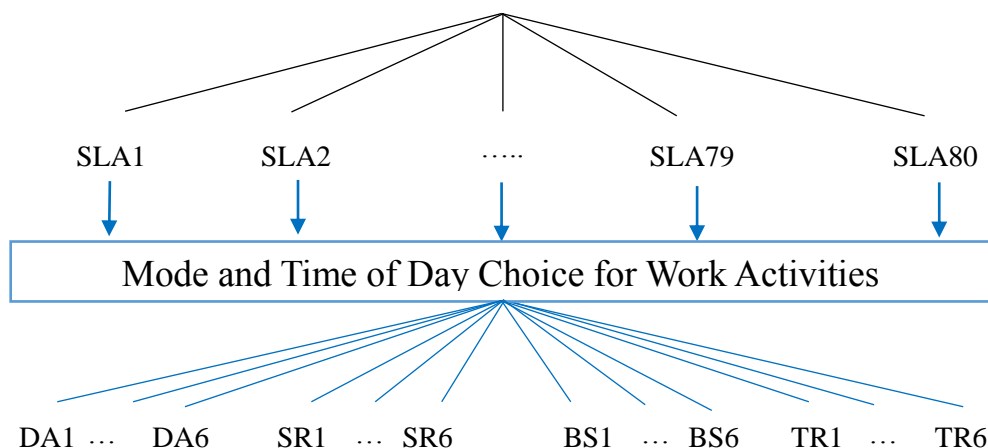 SLA1 SLA2 ..... SLA79 SLA80
Mode and Time of Day Choice for Work Activities
DA1 ... DA6 SR1 ... SR6 BS1 ... BS6 TR1 ... TR6